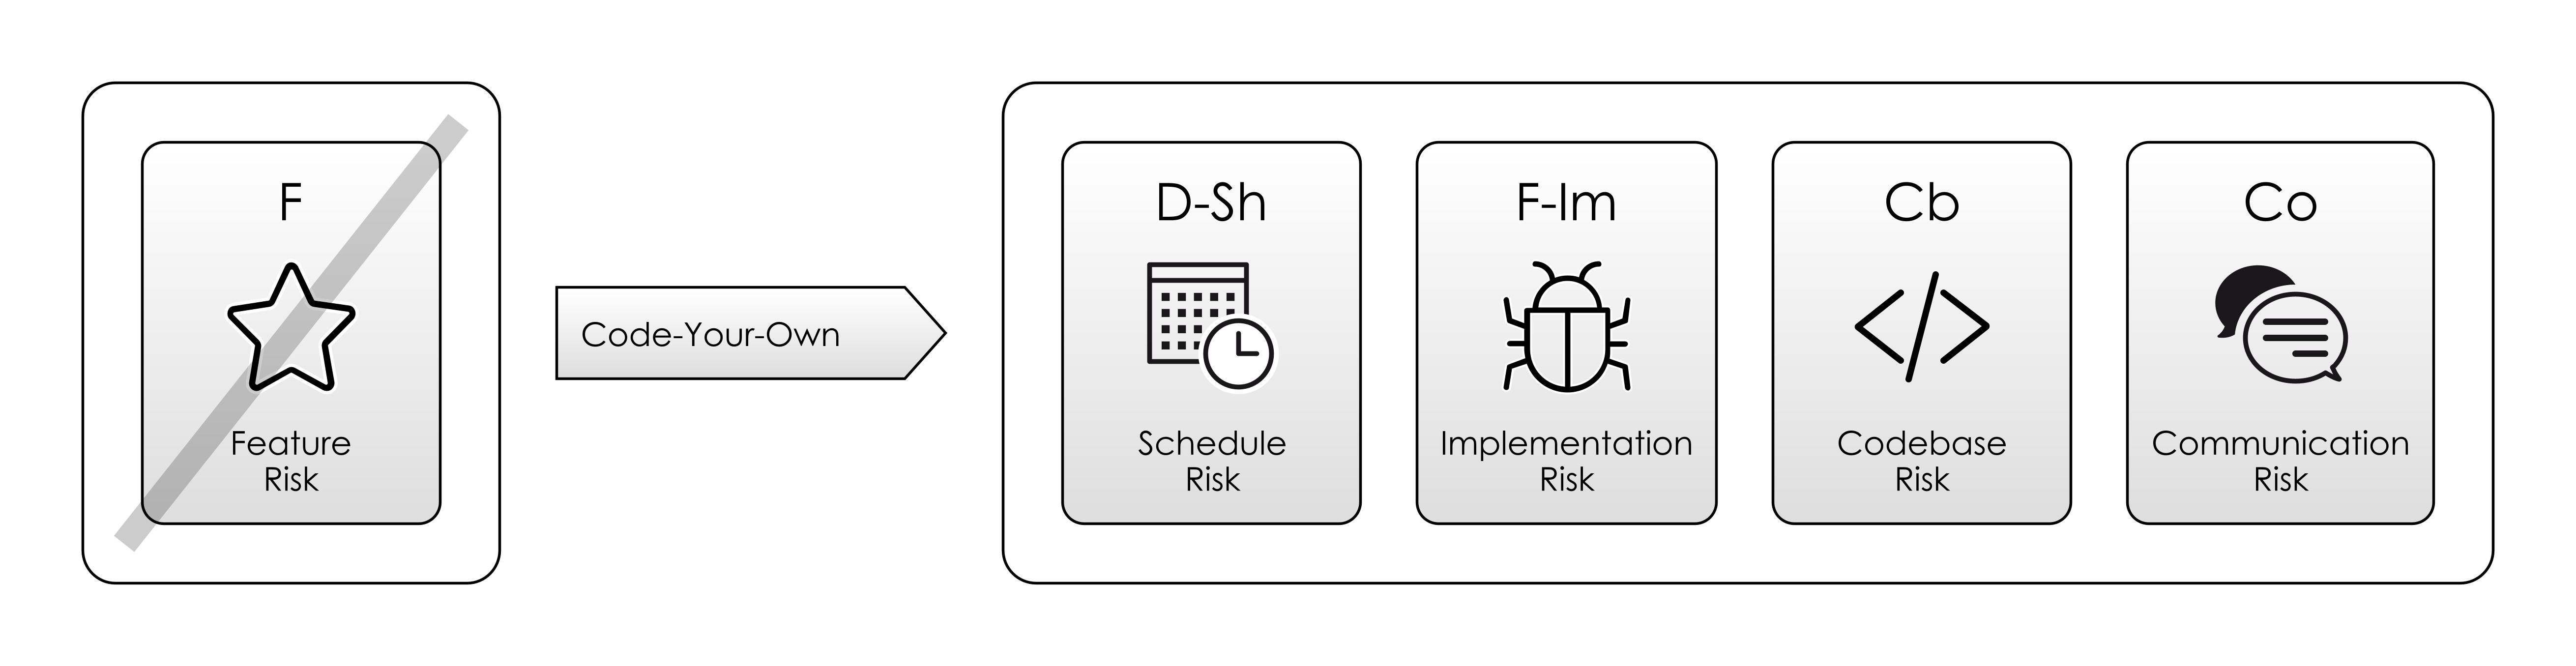 F
Feature
Risk
Code-Your-Own
D-Sh
Schedule
Risk
F-Im
Implementation
Risk
Cb
Codebase
Risk
Co
Communication
Risk